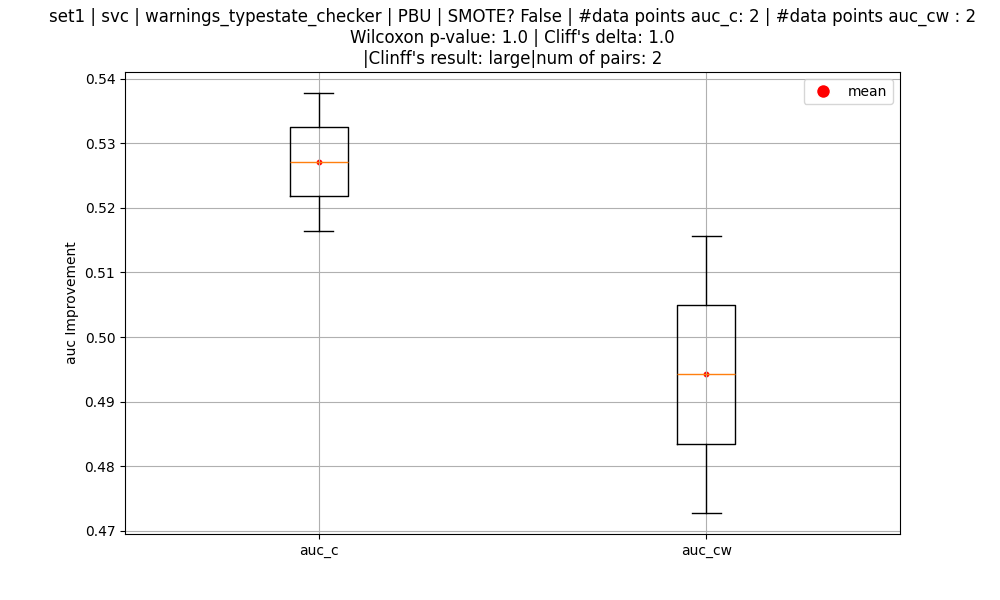 set1 | svc | warnings_typestate_checker | PBU | SMOTE? False | #data points auc_c: 2 | #data points auc_cw : 2
Wilcoxon p-value: 1.0 | Cliff's delta: 1.0
|Clinff's result: large|num of pairs: 2
mean
auc Improvement
0.54
0.53
0.52
0.51
0.50
0.49
0.48
0.47
auc_c
auc_cw